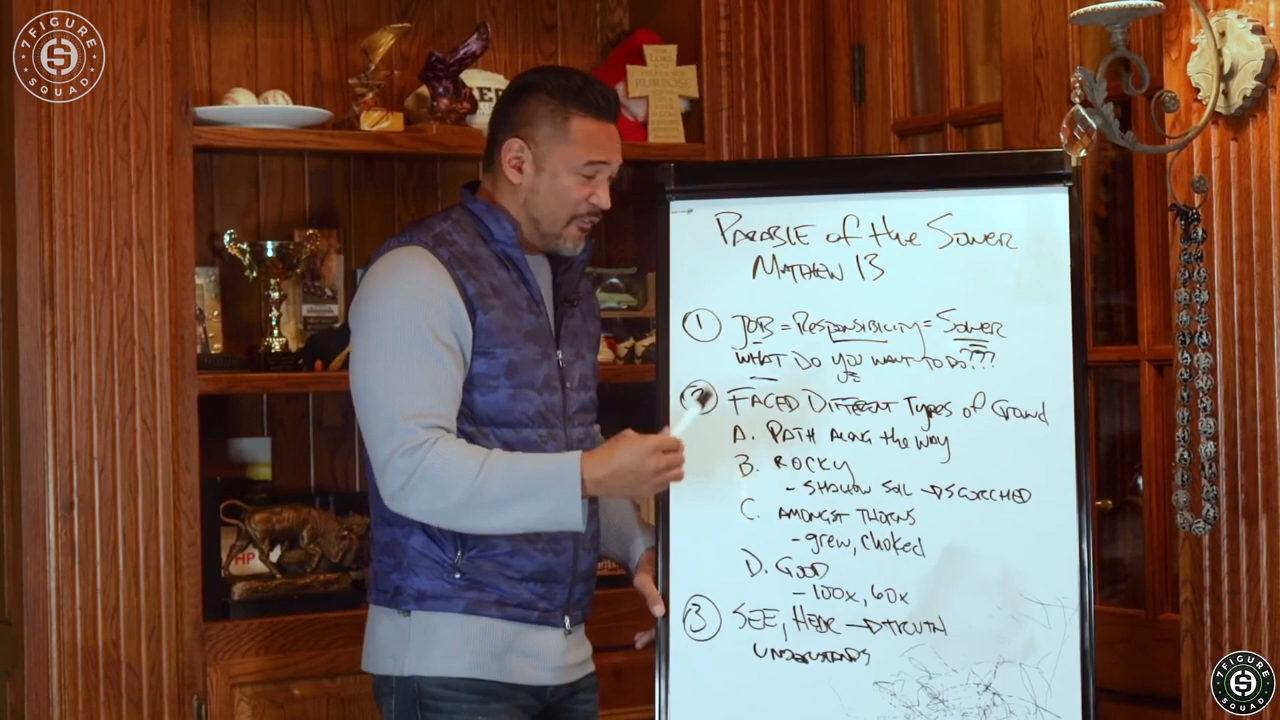 7FIGURE SQUAD
PURPOSE
HP
PARABLE of the SOWER
MATHEW 13
① JOB = RESPONSIBILITY = SOWER
WHAT DO YOU WANT TO DO???
② FACED DIFFERENT TYPES of GROUND
A. PATH ALONG the WAY
B. ROCKY
- SHALLOW SOIL → SCORCHED
C. AMONGST THORNS
- grew, choked
D. GOOD
- 100x, 60x
③ SEE, HEAR → TRUTH
UNDERSTANDS
7FIGURE SQUAD